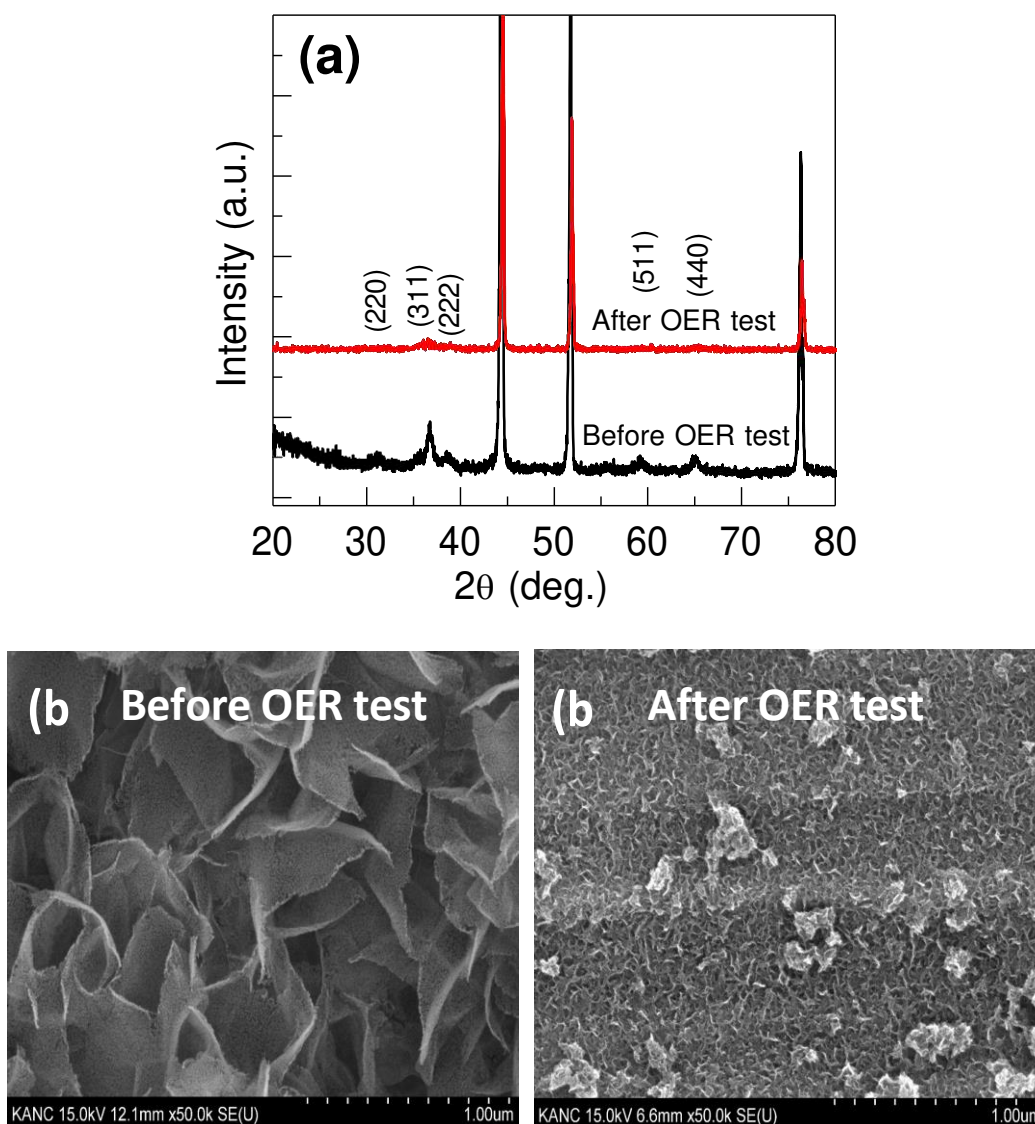 (a)
Intensity (a.u.)
(220)
(311)
(222)
(511)
(440)
After OER test
Before OER test
20 30 40 50 60 70 80
2θ (deg.)
(b Before OER test
KANC 15.0kV 12.1mm x50.0k SE(U) 1.00um
(b After OER test
KANC 15.0kV 6.6mm x50.0k SE(U) 1.00um